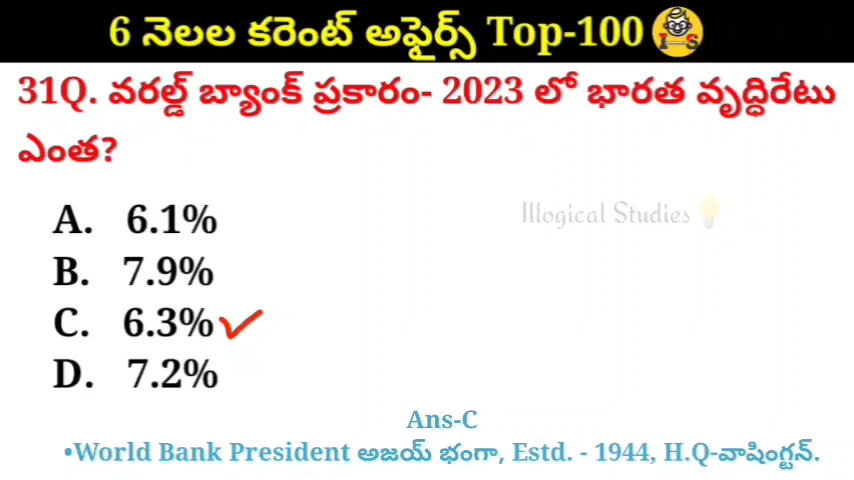 6 నెలల కరెంట్ అఫైర్స్ Top-100
I S
31Q. వరల్డ్ బ్యాంక్ ప్రకారం- 2023 లో భారత వృద్ధిరేటు
ఎంత?
Illogical Studies
A. 6.1%
B. 7.9%
C. 6.3%
D. 7.2%
Ans-C
•World Bank President అజయ్ భంగా, Estd. - 1944, H.Q-వాషింగ్టన్.